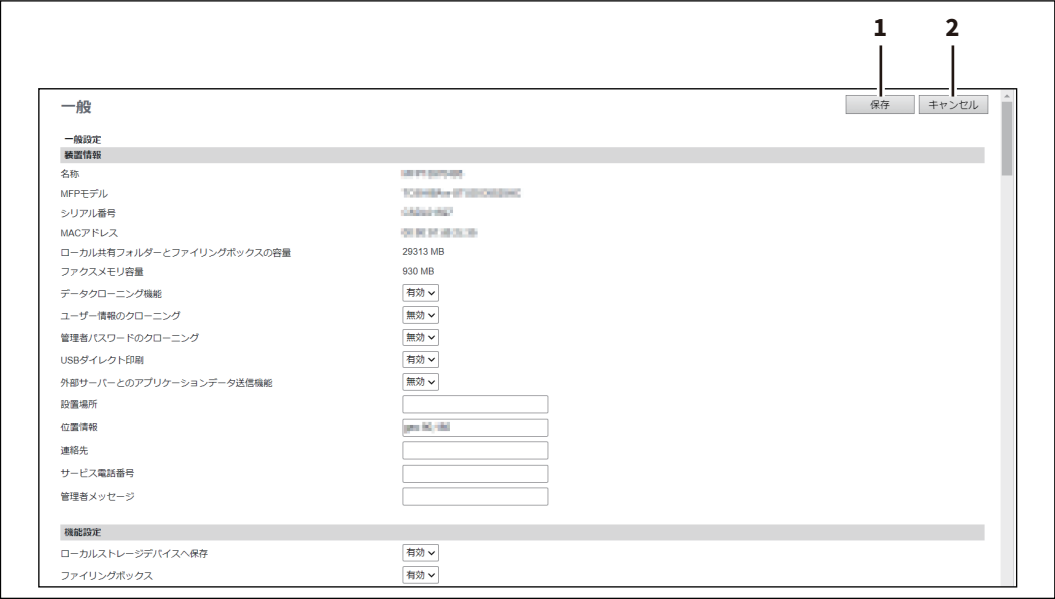 1 2
一般 保存 キャンセル
一般設定
装置情報
名称
MFPモデル
シリアル番号
MACアドレス
ローカル共有フォルダーとファイリングボックスの容量 29313 MB
ファクスメモリ容量 930 MB
データクローニング機能 有効
ユーザー情報のクローニング 無効
管理者パスワードのクローニング 無効
USBダイレクト印刷 有効
外部サーバーとのアプリケーションデータ送信機能 無効
設置場所
位置情報
連絡先
サービス電話番号
管理者メッセージ
機能設定
ローカルストレージデバイスへ保存 有効
ファイリングボックス 有効